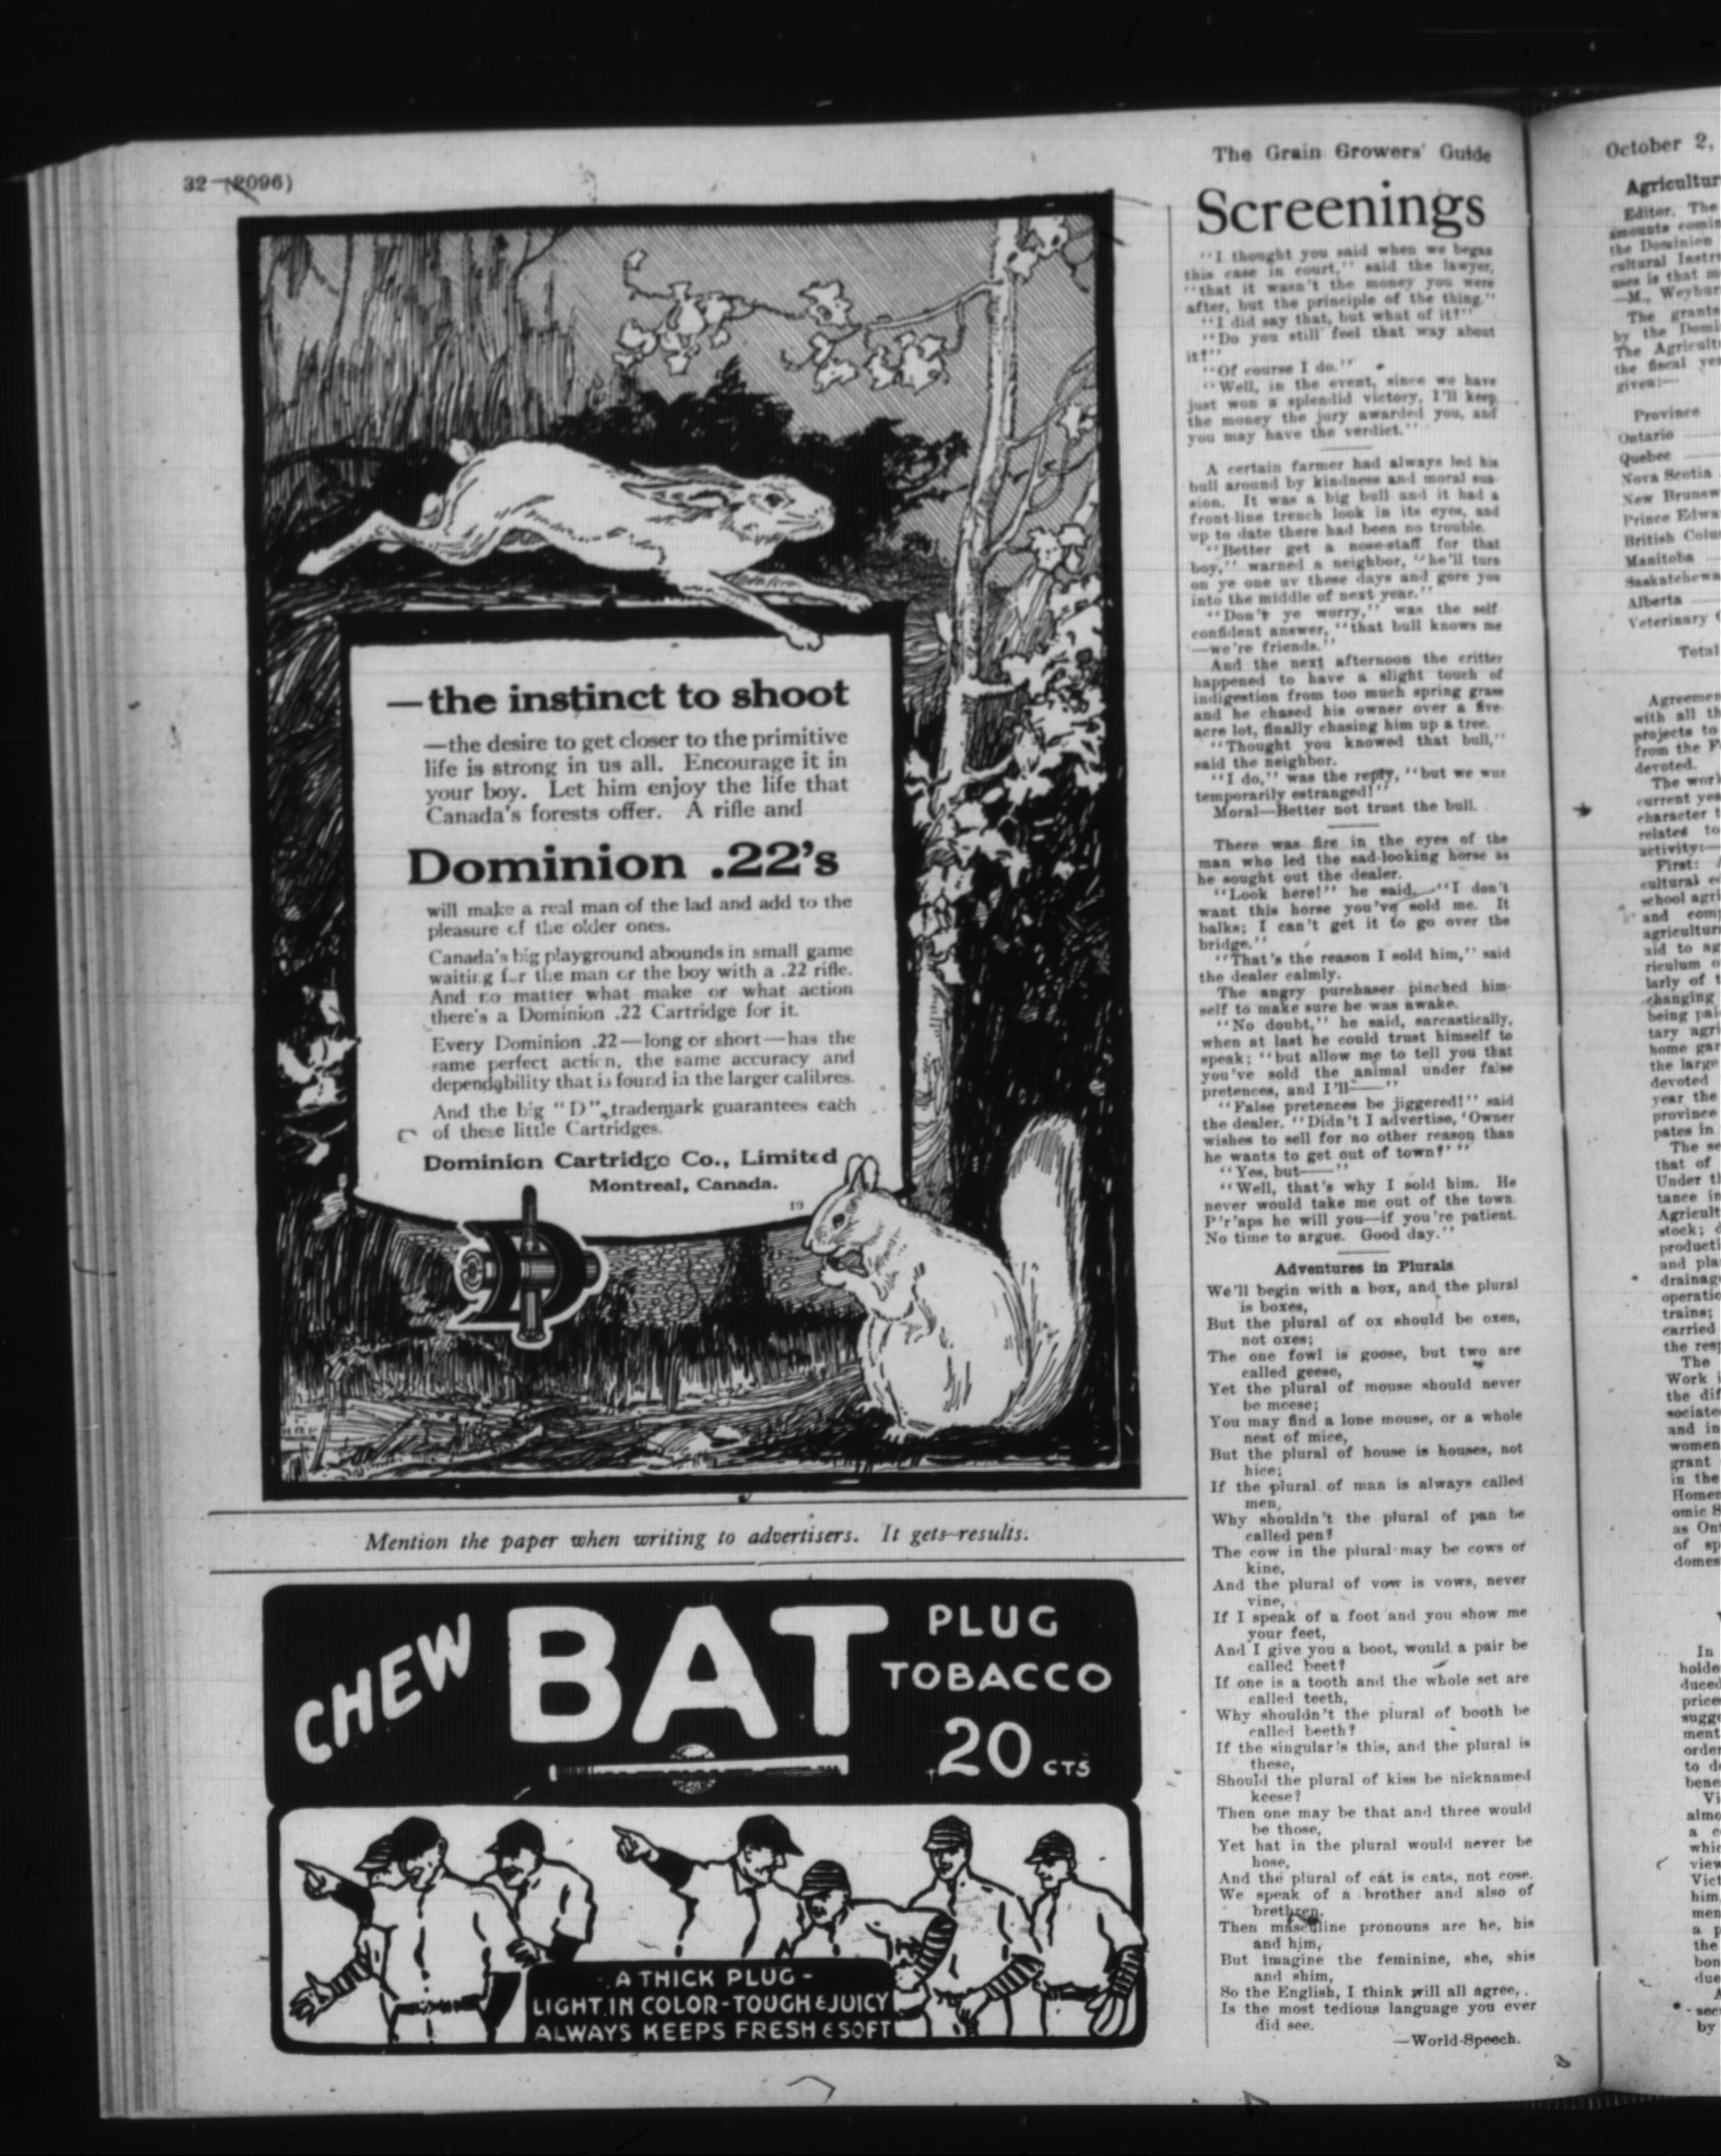 32 (2096)
The Grain Growers' Guide
—the instinct to shoot
—the desire to get closer to the primitive
life is strong in us all. Encourage it in
your boy. Let him enjoy the life that
Canada's forests offer. A rifle and
Dominion .22's
will make a real man of the lad and add to the
pleasure of the older ones.
Canada's big playground abounds in small game
waiting for the man or the boy with a .22 rifle.
And no matter what make or what action
there's a Dominion .22 Cartridge for it.
Every Dominion .22—long or short—has the
same perfect action, the same accuracy and
dependability that is found in the larger calibres.
And the big "D" trademark guarantees each
of these little Cartridges.
Dominion Cartridge Co., Limited
Montreal, Canada.
19
Mention the paper when writing to advertisers. It gets results.
CHEW BAT PLUG
TOBACCO
20 CTS
A THICK PLUG-
LIGHT IN COLOR-TOUGH & JUICY
ALWAYS KEEPS FRESH & SOFT
Screenings
"I thought you said when we began
this case in court," said the lawyer,
"that it wasn't the money you were
after, but the principle of the thing."
"I did say that, but what of it?"
"Do you still feel that way about
it?"
"Of course I do."
"Well, in the event, since we have
just won a splendid victory, I'll keep
the money the jury awarded you, and
you may have the verdict."
A certain farmer had always led his
bull around by kindness and moral sua-
sion. It was a big bull and it had a
front-line trench look in its eyes, and
up to date there had been no trouble.
"Better get a nose-staff for that
boy," warned a neighbor, "he'll turn
on ye one uv these days and gore you
into the middle of next year."
"Don't ye worry," was the self-
confident answer, "that bull knows me
—we're friends."
And the next afternoon the critter
happened to have a slight touch of
indigestion from too much spring grass
and he chased his owner over a five-
acre lot, finally chasing him up a tree.
"Thought you knowed that bull,"
said the neighbor.
"I do," was the reply, "but we wuz
temporarily estranged!"
Moral—Better not trust the bull.
There was fire in the eyes of the
man who led the sad-looking horse as
he sought out the dealer.
"Look here!" he said, "I don't
want this horse you've sold me. It
balks; I can't get it to go over the
bridge."
"That's the reason I sold him," said
the dealer calmly.
The angry purchaser pinched him-
self to make sure he was awake.
"No doubt," he said, sarcastically,
when at last he could trust himself to
speak; "but allow me to tell you that
you've sold the animal under false
pretences, and I'll——"
"False pretences be jiggered!" said
the dealer. "Didn't I advertise, 'Owner
wishes to sell for no other reason than
he wants to get out of town?'"
"Yes, but——"
"Well, that's why I sold him. He
never would take me out of the town.
P'r'aps he will you—if you're patient.
No time to argue. Good day."
Adventures in Plurals
We'll begin with a box, and the plural
is boxes,
But the plural of ox should be oxen,
not oxes;
The one fowl is goose, but two are
called geese,
Yet the plural of mouse should never
be meese;
You may find a lone mouse, or a whole
nest of mice,
But the plural of house is houses, not
hice;
If the plural of man is always called
men,
Why shouldn't the plural of pan be
called pen?
The cow in the plural may be cows or
kine,
And the plural of vow is vows, never
vine,
If I speak of a foot and you show me
your feet,
And I give you a boot, would a pair be
called beet?
If one is a tooth and the whole set are
called teeth,
Why shouldn't the plural of booth be
called beeth?
If the singular's this, and the plural is
these,
Should the plural of kiss be nicknamed
keese?
Then one may be that and three would
be those,
Yet hat in the plural would never be
hose,
And the plural of cat is cats, not cose.
We speak of a brother and also of
brethren,
Then masculine pronouns are he, his
and him,
But imagine the feminine, she, shis
and shim,
So the English, I think will all agree,
Is the most tedious language you ever
did see.
—World-Speech.
October 2,
Editor, The
the Dominion
—M., Weybur
The grants
by the Domi
the fiscal yea
given:—
Province
Ontario
Quebec
Nova Scotia
New Brunsw
Prince Edwa
British Colu
Manitoba
Saskatchewa
Alberta
Veterinary
Total